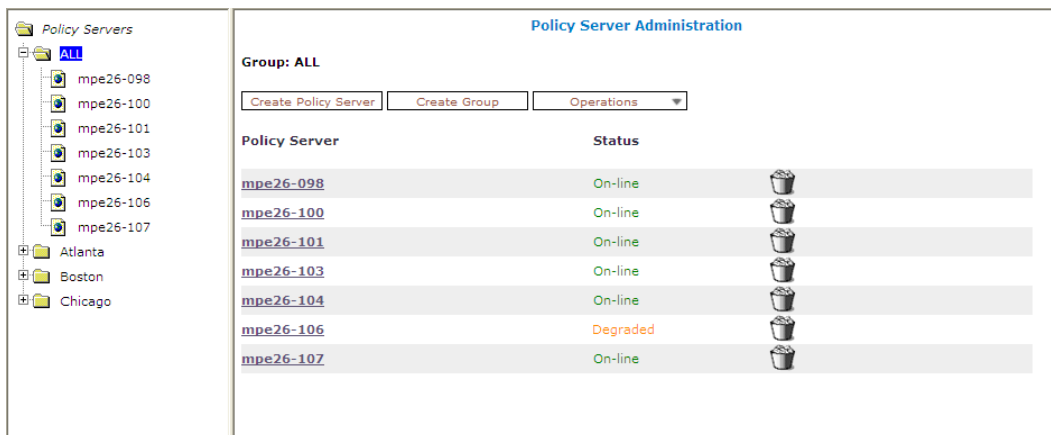 Policy Servers
ALL
mpe26-098
mpe26-100
mpe26-101
mpe26-103
mpe26-104
mpe26-106
mpe26-107
Atlanta
Boston
Chicago
Policy Server Administration
Group: ALL
Create Policy Server Create Group Operations
Policy Server Status
mpe26-098 On-line
mpe26-100 On-line
mpe26-101 On-line
mpe26-103 On-line
mpe26-104 On-line
mpe26-106 Degraded
mpe26-107 On-line